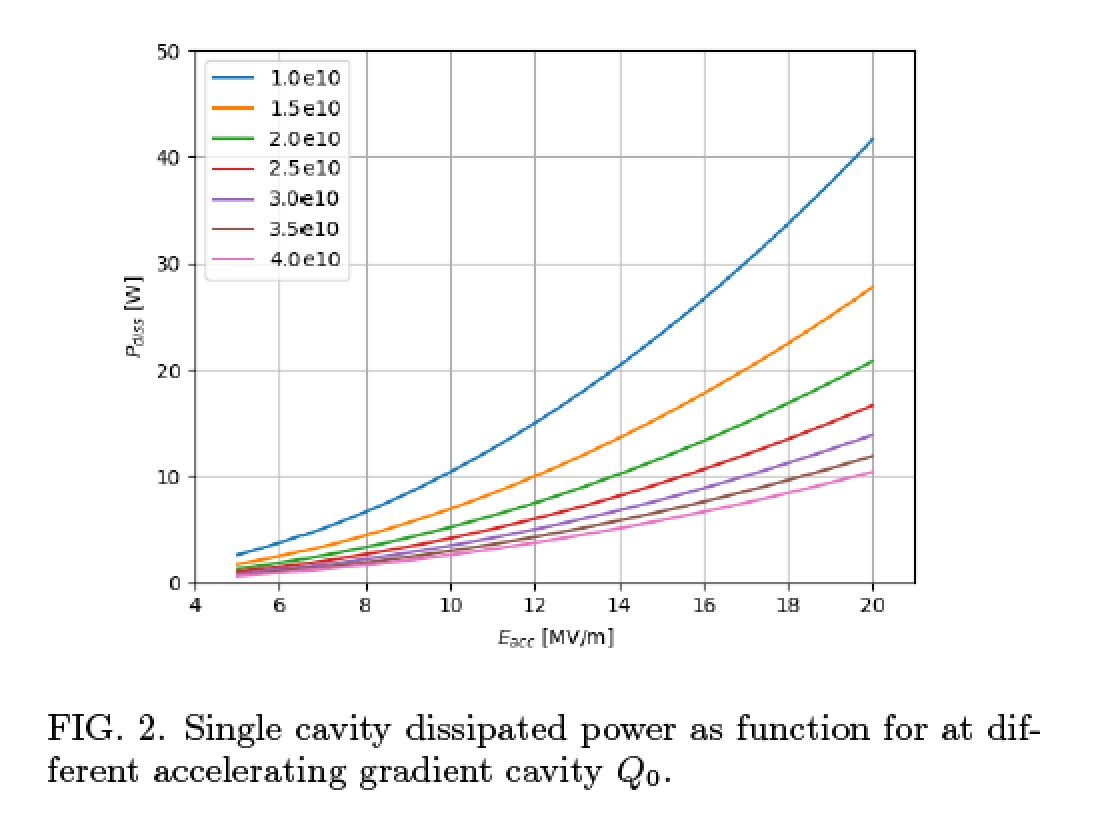 50
40
30
20
10
0
P_diss [W]
1.0e10
1.5e10
2.0e10
2.5e10
3.0e10
3.5e10
4.0e10
4 6 8 10 12 14 16 18 20
E_acc [MV/m]
FIG. 2. Single cavity dissipated power as function for at dif-
ferent accelerating gradient cavity Q₀.